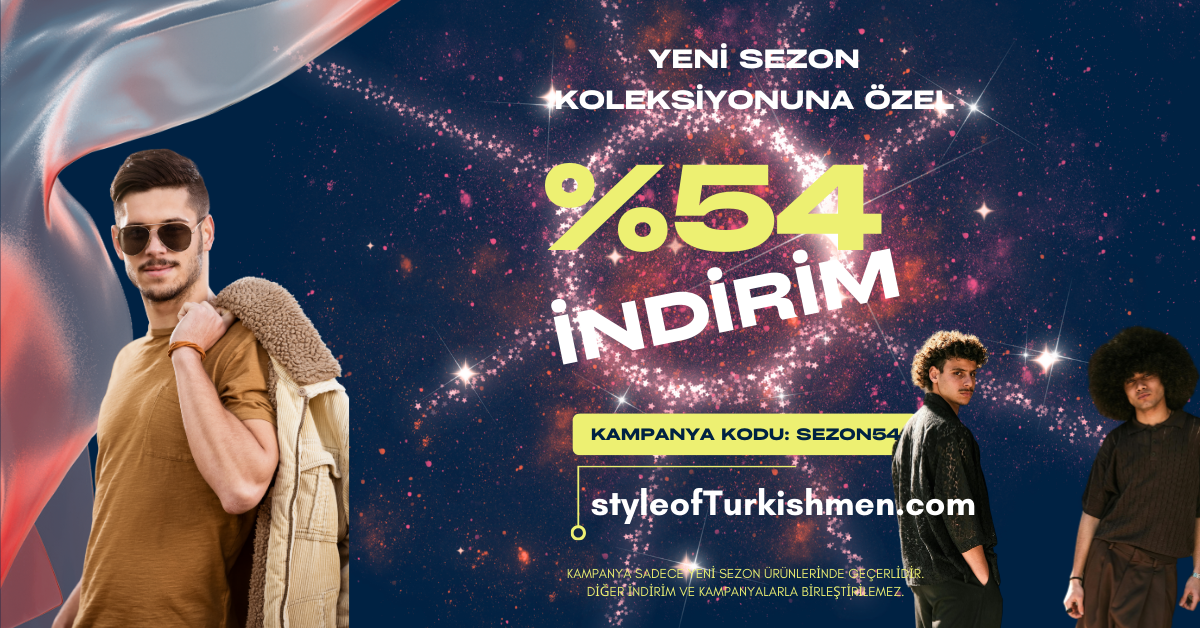 YENİ SEZON
KOLEKSİYONUNA ÖZEL
%54
İNDİRİM
KAMPANYA KODU: SEZON54
styleofTurkishmen.com
KAMPANYA SADECE YENİ SEZON ÜRÜNLERİNDE GEÇERLİDİR.
DİĞER İNDİRİM VE KAMPANYALARLA BİRLEŞTİRİLEMEZ.